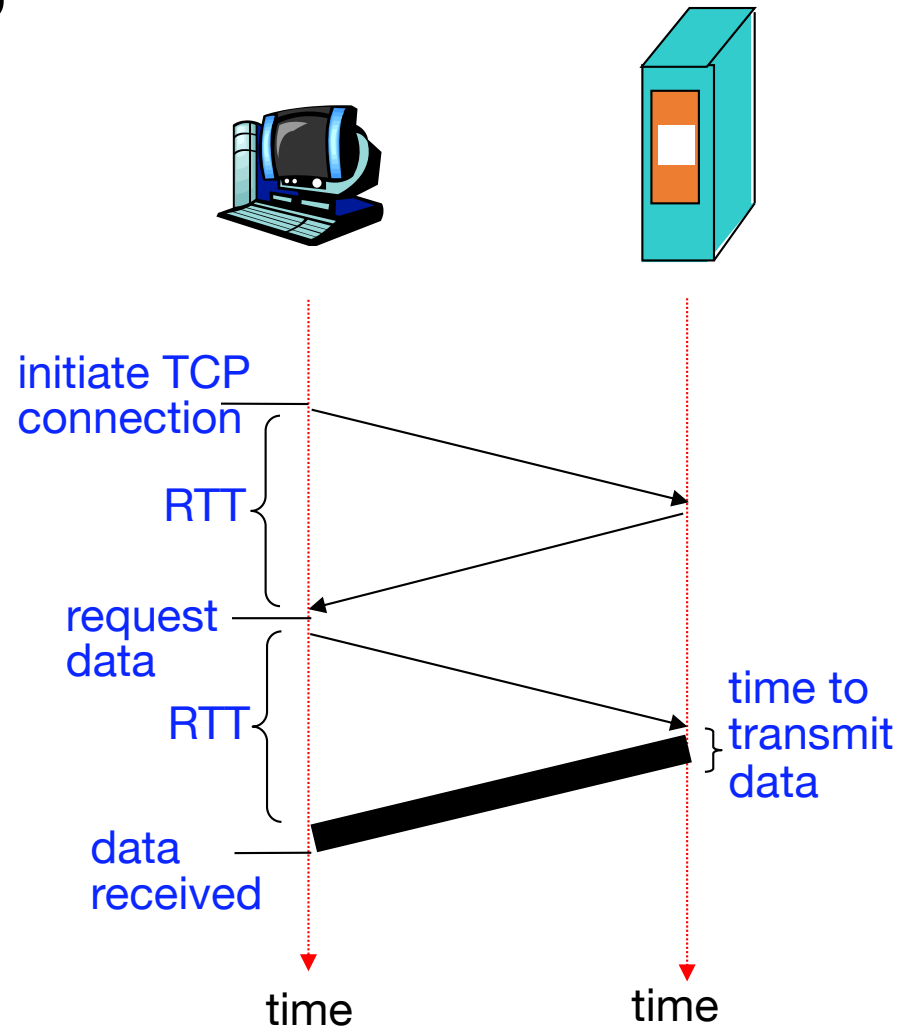 initiate TCP
connection
RTT
request
data
RTT
time to
transmit
data
data
received
time
time